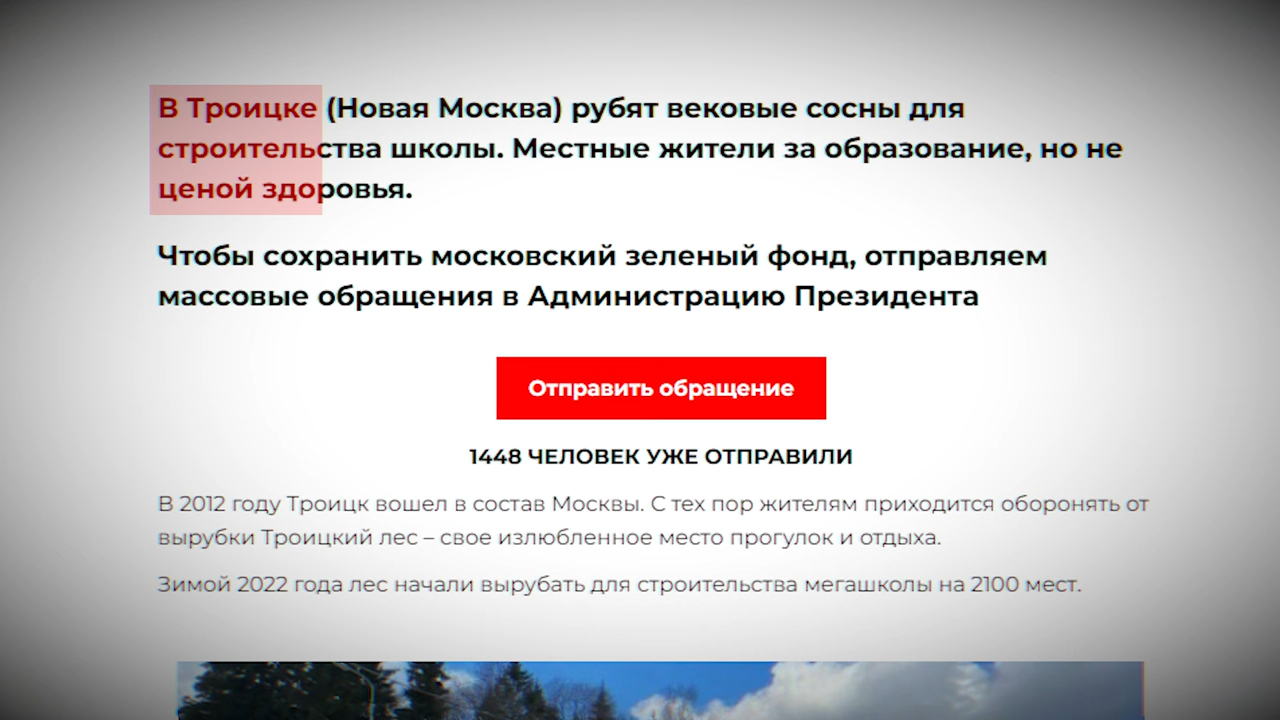 В Троицке (Новая Москва) рубят вековые сосны для
строительства школы. Местные жители за образование, но не
ценой здоровья.
Чтобы сохранить московский зеленый фонд, отправляем
массовые обращения в Администрацию Президента
Отправить обращение
1448 ЧЕЛОВЕК УЖЕ ОТПРАВИЛИ
В 2012 году Троицк вошел в состав Москвы. С тех пор жителям приходится оборонять от
вырубки Троицкий лес – свое излюбленное место прогулок и отдыха.
Зимой 2022 года лес начали вырубать для строительства мегашколы на 2100 мест.